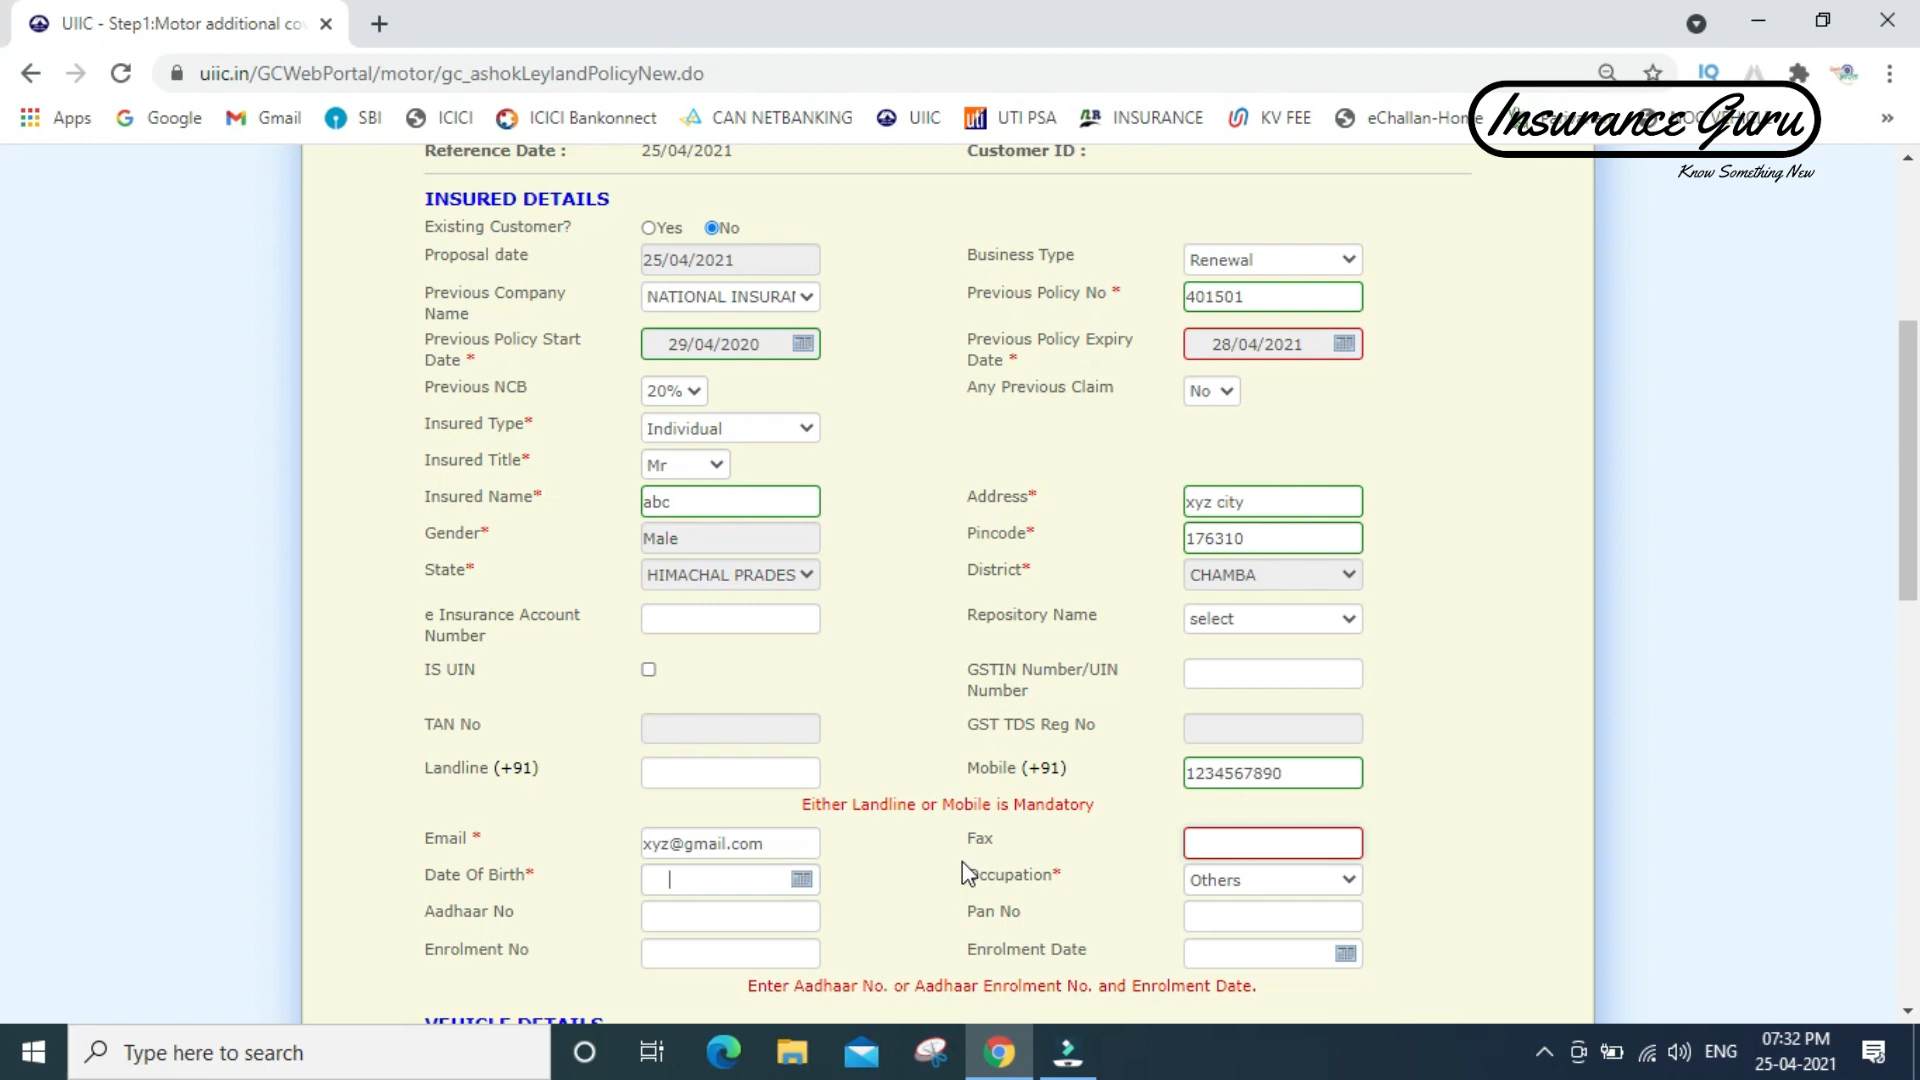 UIIC - Step1:Motor additional co
uiic.in/GCWebPortal/motor/gc_ashokLeylandPolicyNew.do
IQ
Apps Google Gmail SBI ICICI ICICI Bankonnect CAN NETBANKING UIIC uti UTI PSA INSURANCE KV FEE eChallan-Home »
Insurance Guru
Know Something New
Reference Date : 25/04/2021 Customer ID :
INSURED DETAILS
Existing Customer? Yes No
Proposal date 25/04/2021 Business Type Renewal
Previous Company Name NATIONAL INSURAN Previous Policy No * 401501
Previous Policy Start Date * 29/04/2020 Previous Policy Expiry Date * 28/04/2021
Previous NCB 20% Any Previous Claim No
Insured Type* Individual
Insured Title* Mr
Insured Name* abc Address* xyz city
Gender* Male Pincode* 176310
State* HIMACHAL PRADES District* CHAMBA
e Insurance Account Number Repository Name select
IS UIN GSTIN Number/UIN Number
TAN No GST TDS Reg No
Landline (+91) Mobile (+91) 1234567890
Either Landline or Mobile is Mandatory
Email * xyz@gmail.com Fax
Date Of Birth* Occupation* Others
Aadhaar No Pan No
Enrolment No Enrolment Date
Enter Aadhaar No. or Aadhaar Enrolment No. and Enrolment Date.
VEHICLE DETAILS
Type here to search
ENG
07:32 PM
25-04-2021